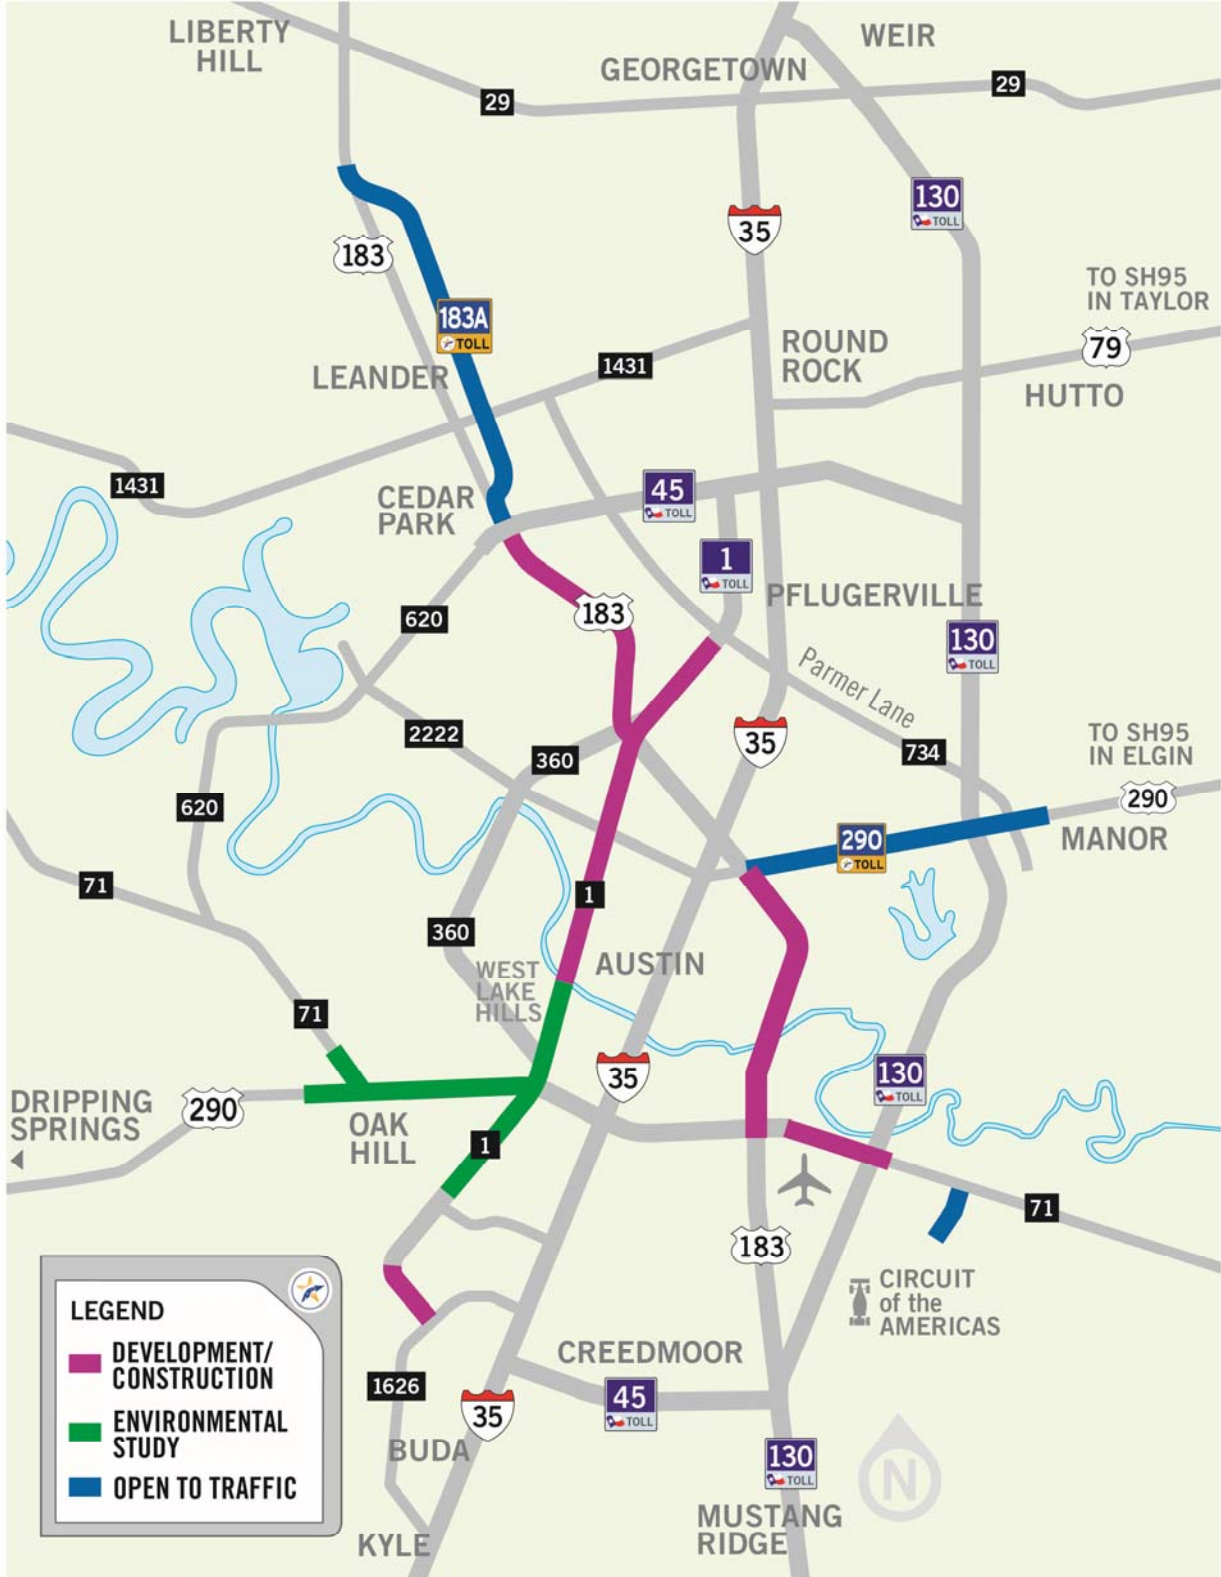 LIBERTY
HILL
WEIR
GEORGETOWN
29
29
130
TOLL
35
183
TO SH95
IN TAYLOR
183A
TOLL
ROUND
ROCK
79
LEANDER
1431
HUTTO
1431
CEDAR
PARK
45
TOLL
1
TOLL
PFLUGERVILLE
183
620
130
TOLL
Parmer Lane
2222
35
734
TO SH95
IN ELGIN
360
290
620
290
TOLL
MANOR
71
1
360
AUSTIN
WEST
LAKE
HILLS
71
35
130
TOLL
DRIPPING
SPRINGS
290
OAK
HILL
1
71
183
CIRCUIT
of the
AMERICAS
LEGEND
DEVELOPMENT/
CONSTRUCTION
ENVIRONMENTAL
STUDY
OPEN TO TRAFFIC
CREEDMOOR
1626
45
TOLL
35
BUDA
130
TOLL
N
MUSTANG
RIDGE
KYLE